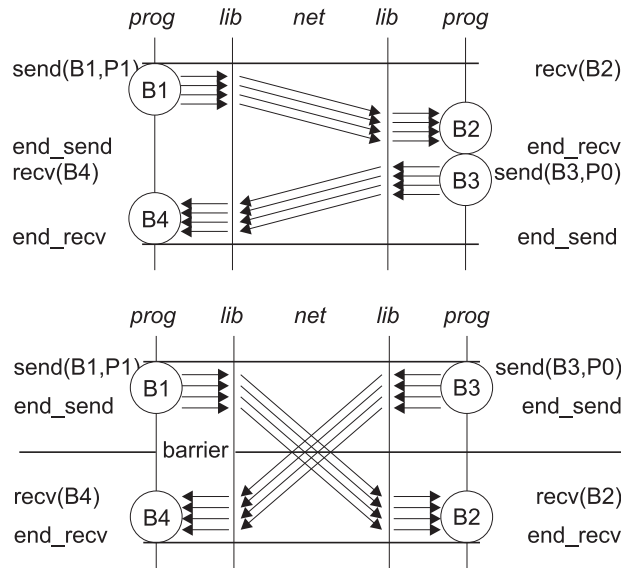 prog lib net lib prog
send(B1,P1) recv(B2)
B1
B2
end_send end_recv
recv(B4) send(B3,P0)
B3
B4
end_recv end_send
prog lib net lib prog
send(B1,P1) send(B3,P0)
B1 B3
end_send end_send
barrier
recv(B4) recv(B2)
B4 B2
end_recv end_recv